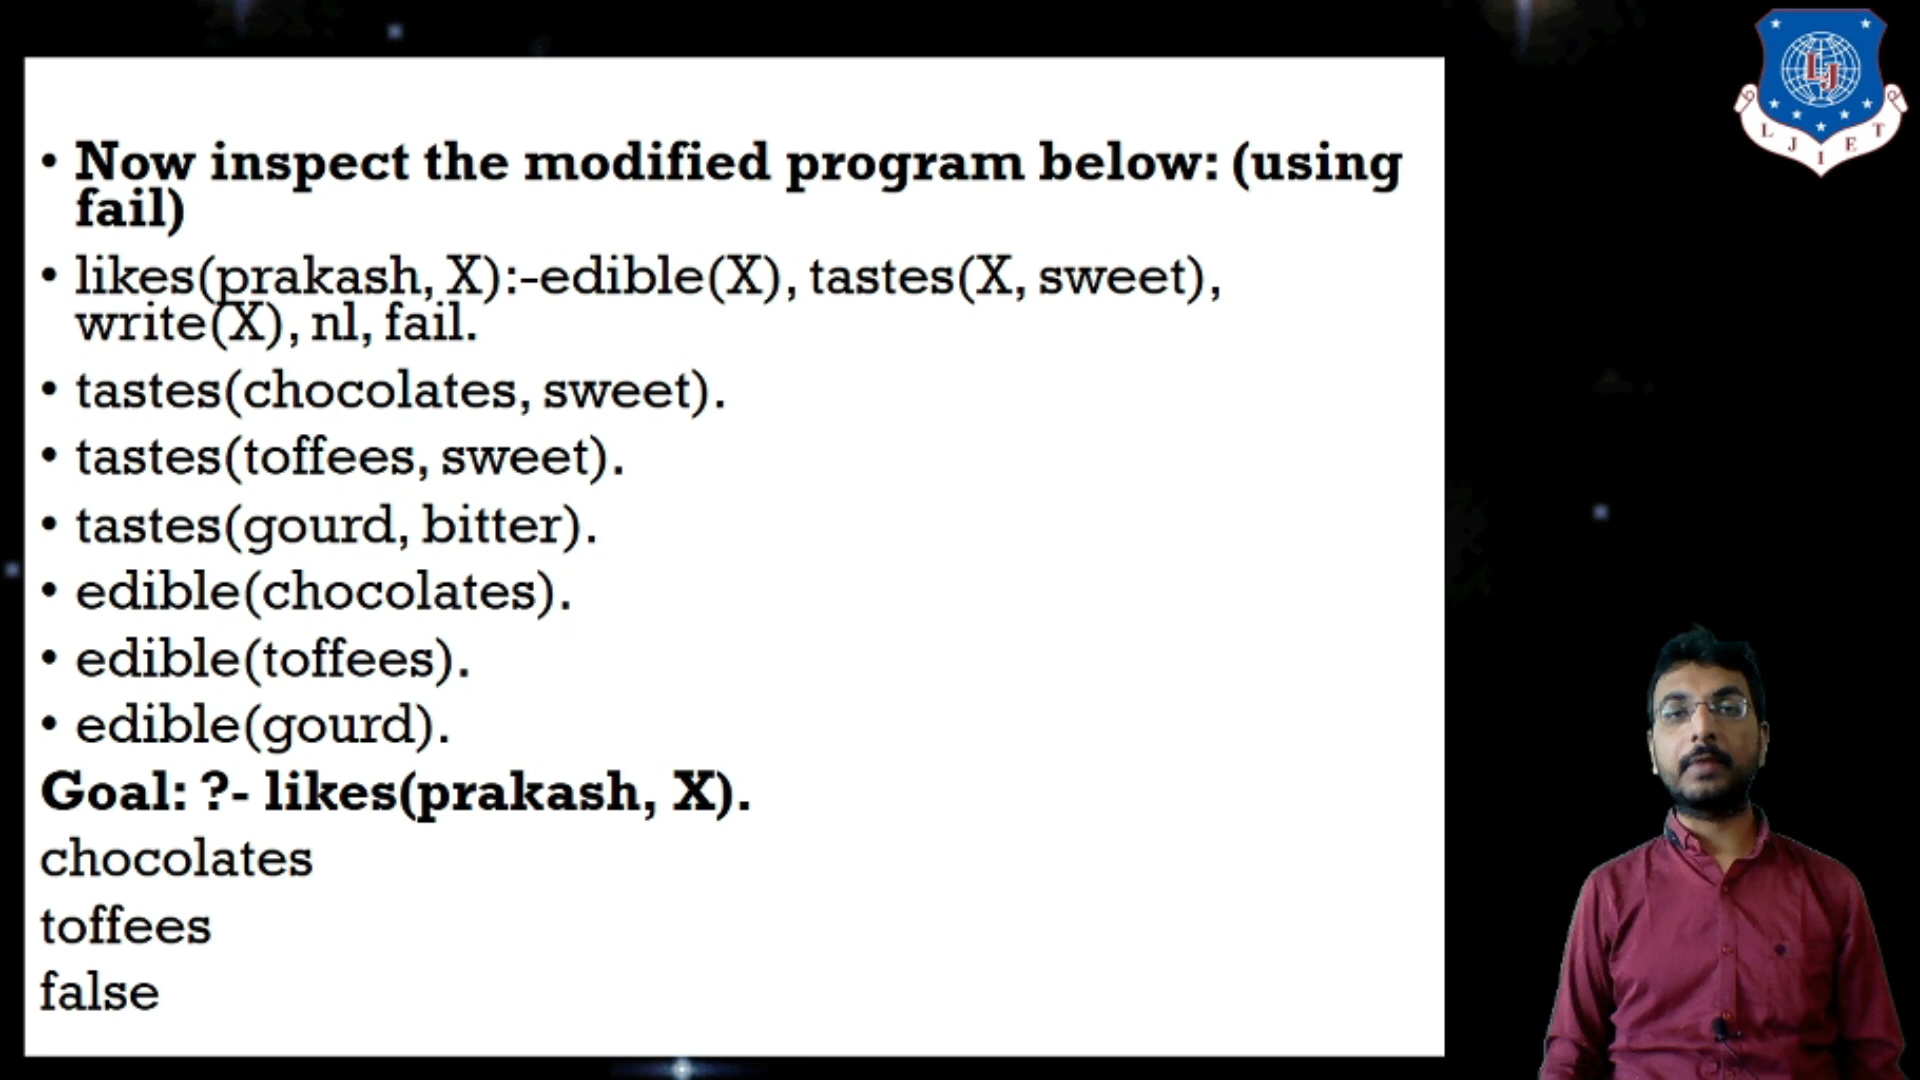 • Now inspect the modified program below: (using
fail)
• likes(prakash, X):-edible(X), tastes(X, sweet),
write(X), nl, fail.
• tastes(chocolates, sweet).
• tastes(toffees, sweet).
• tastes(gourd, bitter).
• edible(chocolates).
• edible(toffees).
• edible(gourd).
Goal: ?- likes(prakash, X).
chocolates
toffees
false
LJ
L J I E T